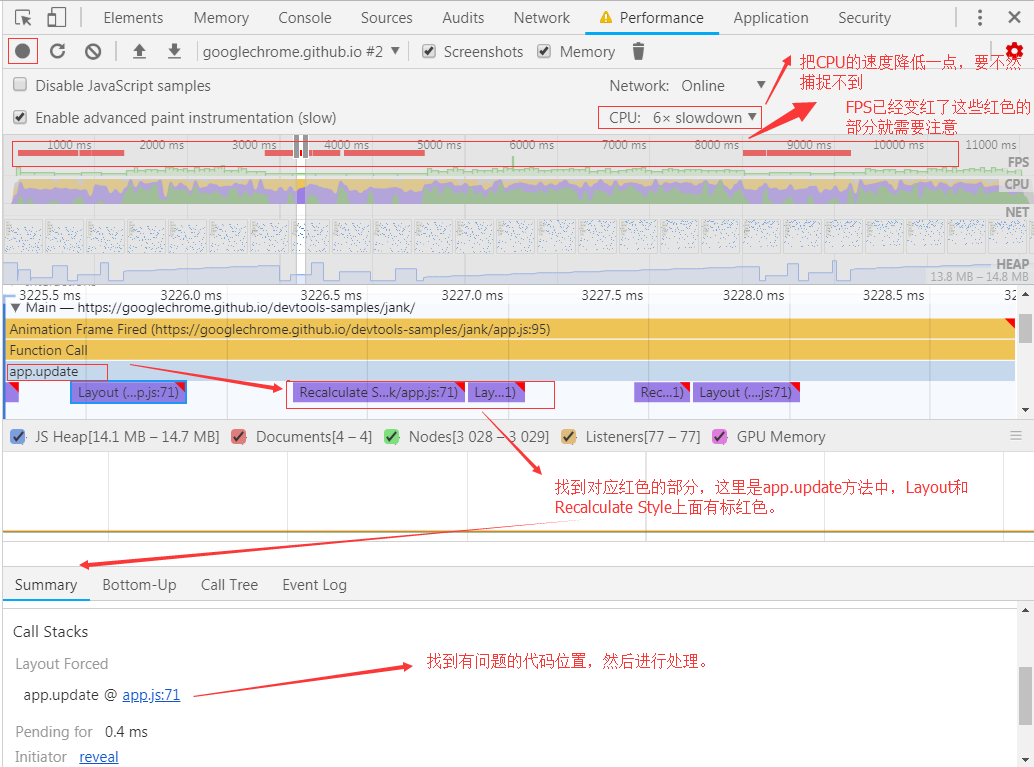 Elements Memory Console Sources Audits Network Performance Application Security
googlechrome.github.io #2 Screenshots Memory
Disable JavaScript samples Network: Online
把CPU的速度降低一点，要不然
捕捉不到
Enable advanced paint instrumentation (slow) CPU: 6× slowdown
FPS已经变红了这些红色的
部分就需要注意
1000 ms 2000 ms 3000 ms 4000 ms 5000 ms 6000 ms 7000 ms 8000 ms 9000 ms 10000 ms 11000 ms
FPS
CPU
NET
HEAP
13.8 MB – 14.8 MB
3225.5 ms 3226.0 ms 3226.5 ms 3227.0 ms 3227.5 ms 3228.0 ms 3228.5 ms
Main — https://googlechrome.github.io/devtools-samples/jank/
Animation Frame Fired (https://googlechrome.github.io/devtools-samples/jank/app.js:95)
Function Call
app.update
Layout (...p.js:71) Recalculate S...k/app.js:71) Lay...1) Rec...1) Layout (....js:71)
JS Heap[14.1 MB – 14.7 MB] Documents[4 – 4] Nodes[3 028 – 3 029] Listeners[77 – 77] GPU Memory
找到对应红色的部分，这里是app.update方法中，Layout和
Recalculate Style上面有标红色。
Summary Bottom-Up Call Tree Event Log
Call Stacks
Layout Forced
找到有问题的代码位置，然后进行处理。
app.update @ app.js:71
Pending for 0.4 ms
Initiator reveal